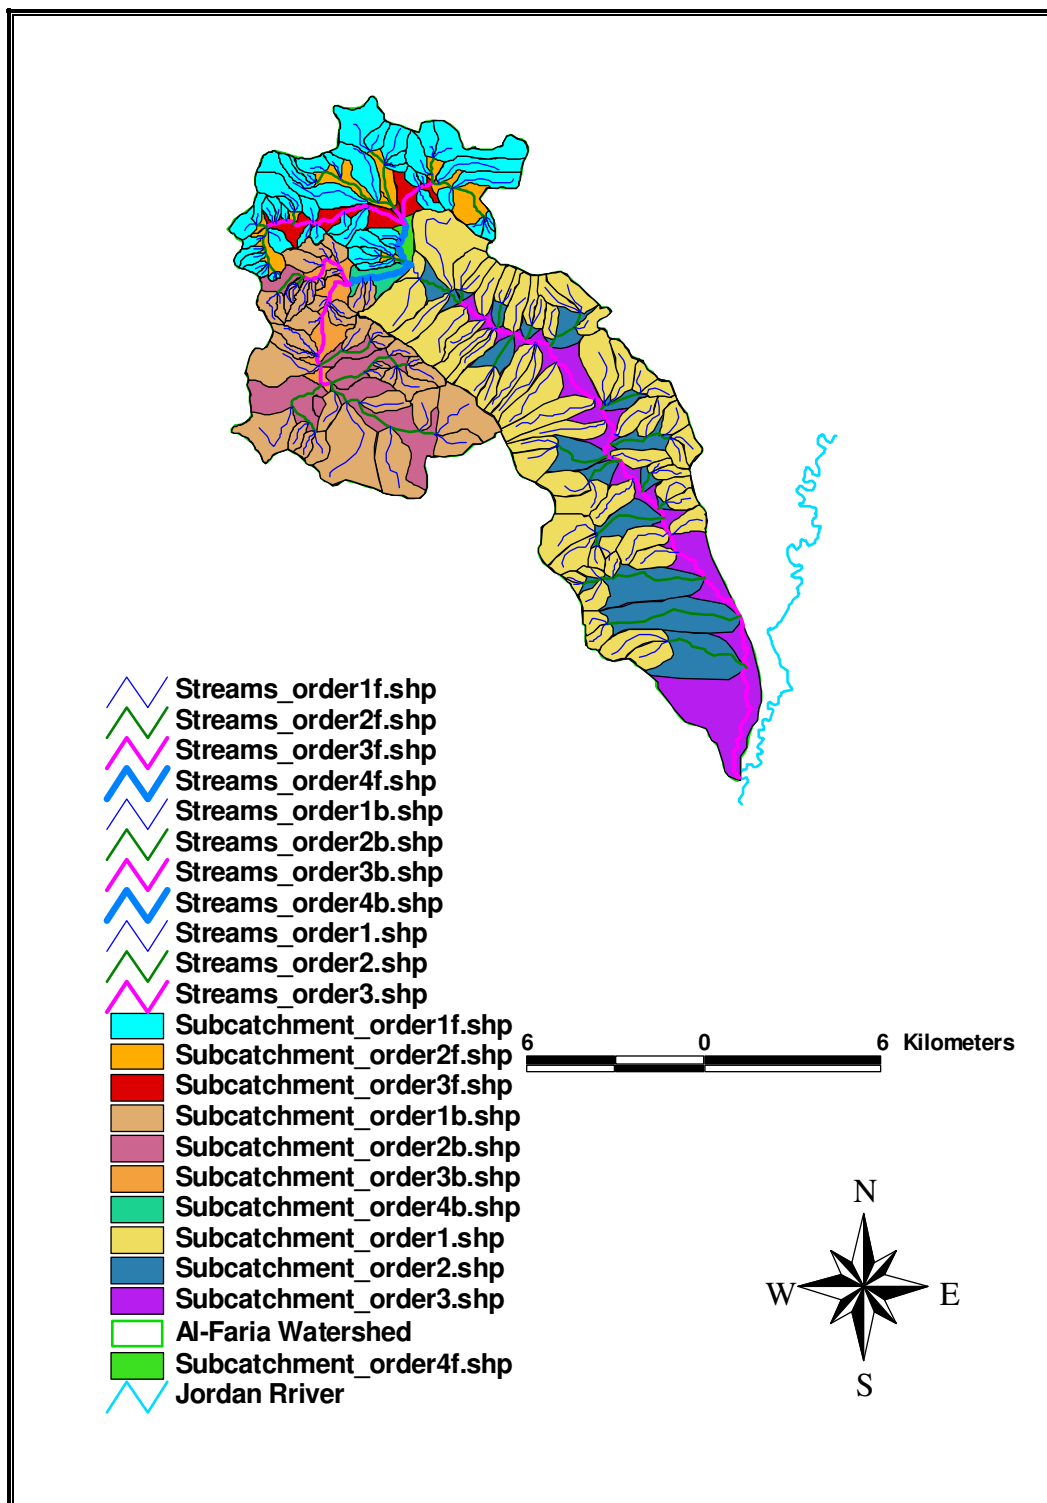 Streams_order1f.shp
Streams_order2f.shp
Streams_order3f.shp
Streams_order4f.shp
Streams_order1b.shp
Streams_order2b.shp
Streams_order3b.shp
Streams_order4b.shp
Streams_order1.shp
Streams_order2.shp
Streams_order3.shp
Subcatchment_order1f.shp
Subcatchment_order2f.shp
Subcatchment_order3f.shp
Subcatchment_order1b.shp
Subcatchment_order2b.shp
Subcatchment_order3b.shp
Subcatchment_order4b.shp
Subcatchment_order1.shp
Subcatchment_order2.shp
Subcatchment_order3.shp
Al-Faria Watershed
Subcatchment_order4f.shp
Jordan Rriver
6 0 6 Kilometers
N
W E
S